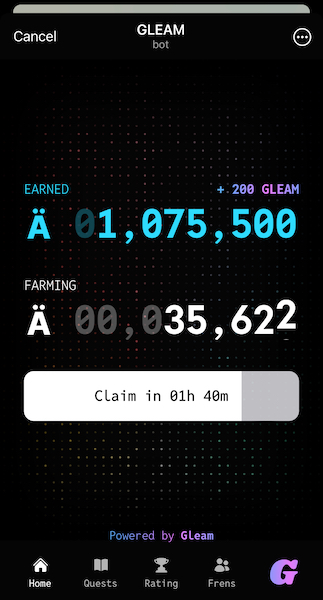 Cancel
GLEAM
bot
EARNED
+ 200 GLEAM
Ä 01,075,500
FARMING
Ä 00,035,622
Claim in 01h 40m
Powered by Gleam
Home
Quests
Rating
Frens
G